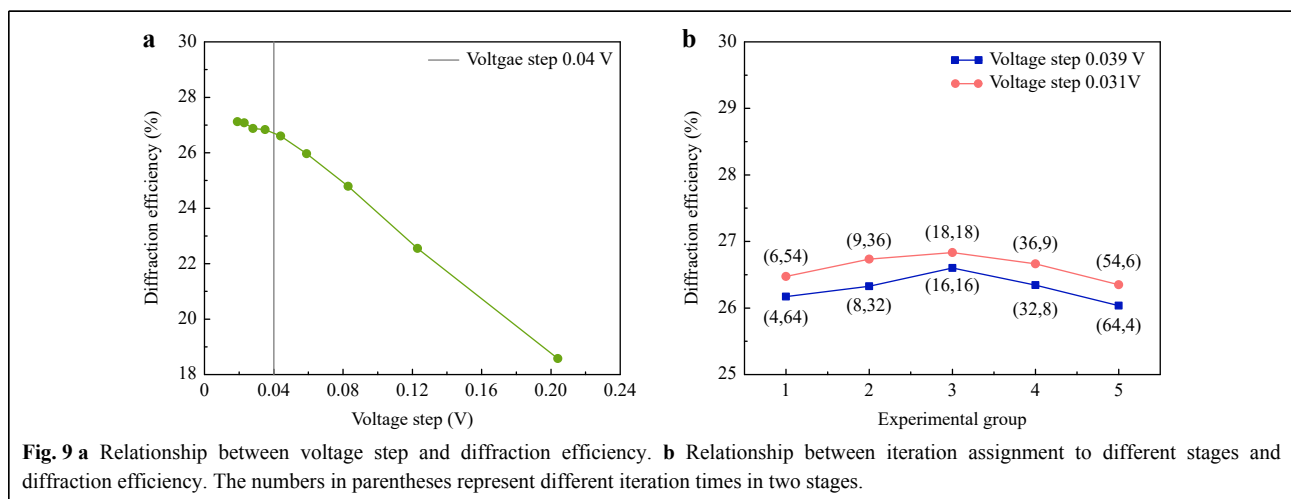 a
30
28
26
24
22
20
18
Diffraction efficiency (%)
Voltgae step 0.04 V
0 0.04 0.08 0.12 0.16 0.20 0.24
Voltage step (V)
b
30
29
28
27
26
25
Diffraction efficiency (%)
Voltage step 0.039 V
Voltage step 0.031V
(6,54) (9,36) (18,18) (36,9) (54,6)
(4,64) (8,32) (16,16) (32,8) (64,4)
1 2 3 4 5
Experimental group
Fig. 9 a Relationship between voltage step and diffraction efficiency. b Relationship between iteration assignment to different stages and
diffraction efficiency. The numbers in parentheses represent different iteration times in two stages.